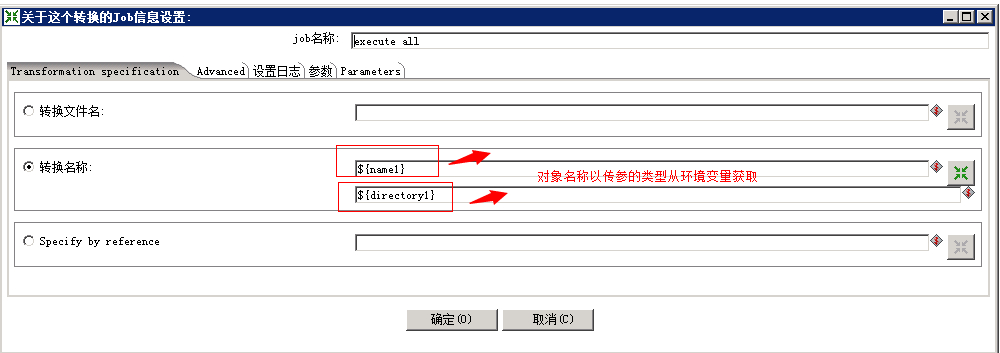 关于这个转换的Job信息设置:
job名称: execute all
Transformation specification Advanced 设置日志 参数 Parameters
转换文件名:
转换名称: ${name1}
对象名称以传参的类型从环境变量获取
${directory1}
Specify by reference
确定(O) 取消(C)